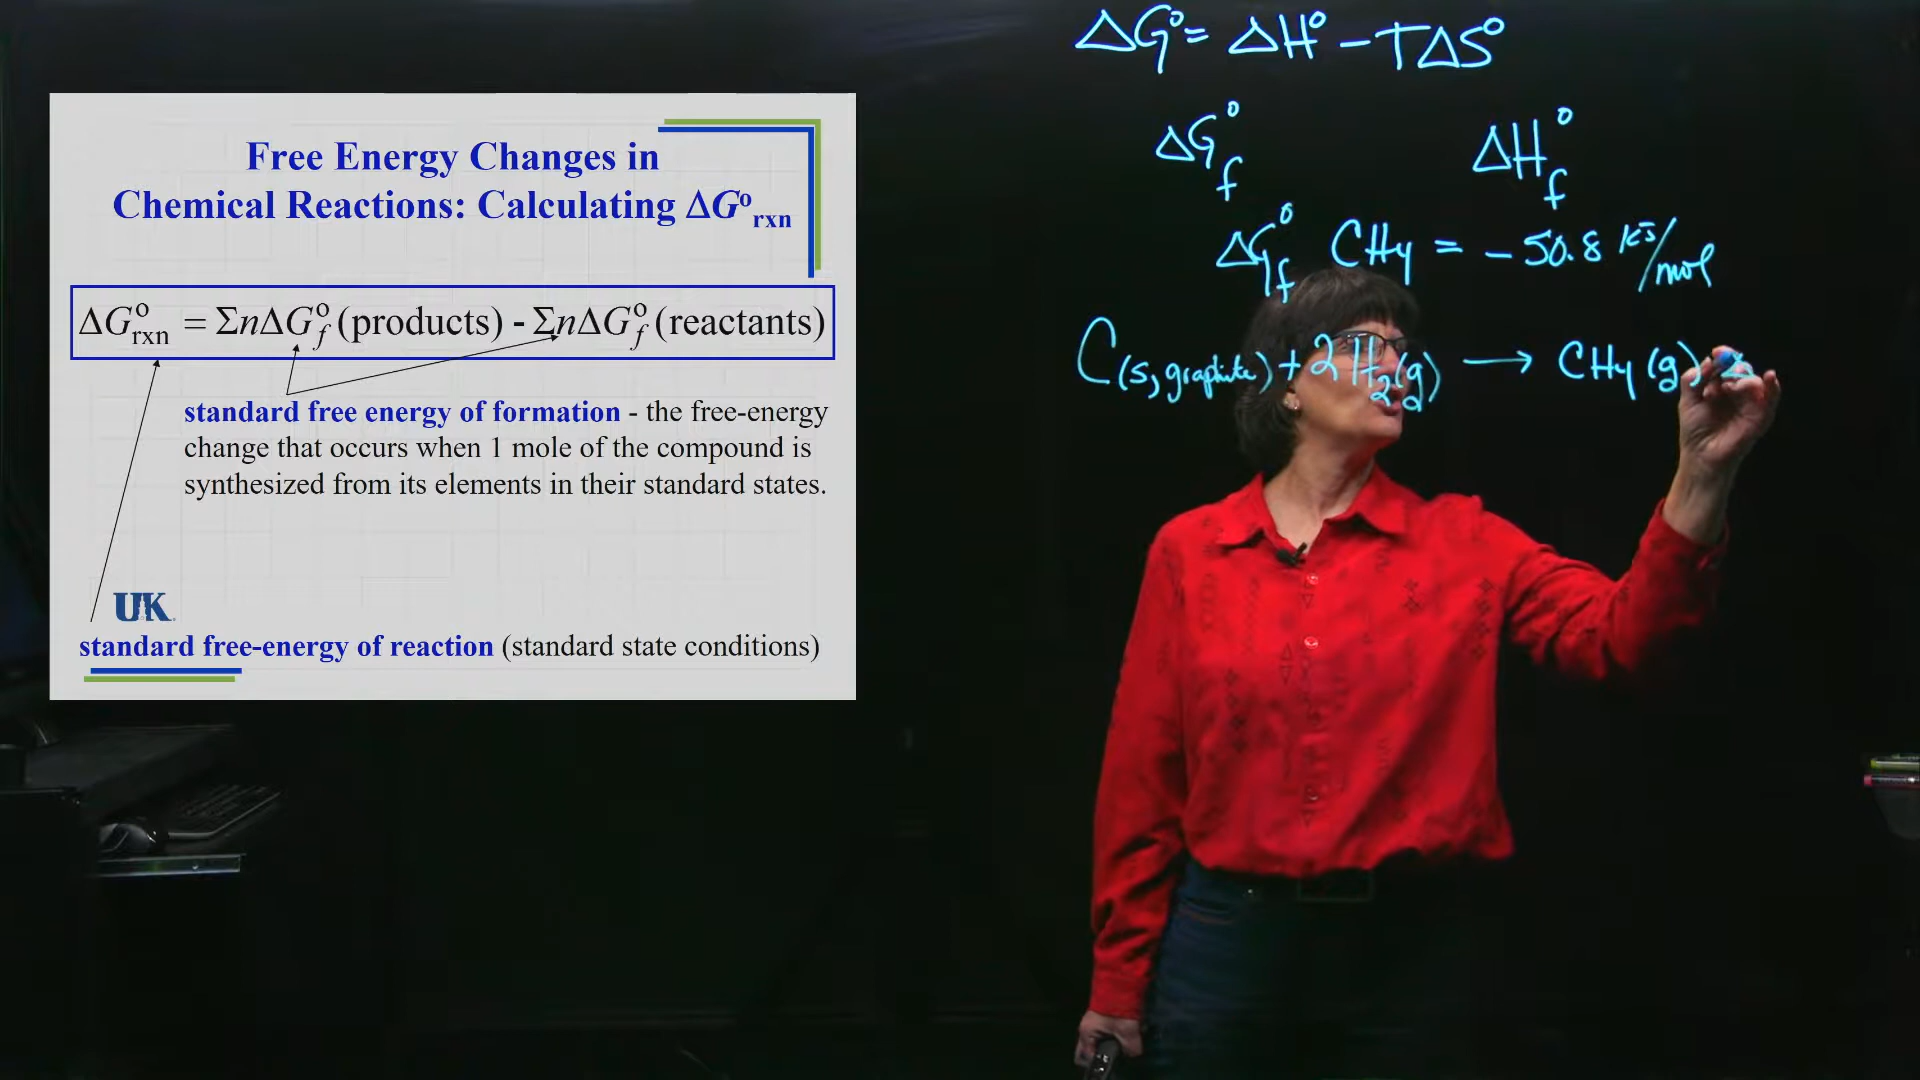 Free Energy Changes in
Chemical Reactions: Calculating ΔG°rxn
ΔG°rxn = ΣnΔG°f (products) - ΣnΔG°f (reactants)
standard free energy of formation - the free-energy
change that occurs when 1 mole of the compound is
synthesized from its elements in their standard states.
UK
standard free-energy of reaction (standard state conditions)
ΔG° = ΔH° – TΔS°
ΔG°f ΔH°f
ΔG°f CH4 = – 50.8 kJ/mol
C(s, graphite) + 2 H2(g) → CH4 (g)